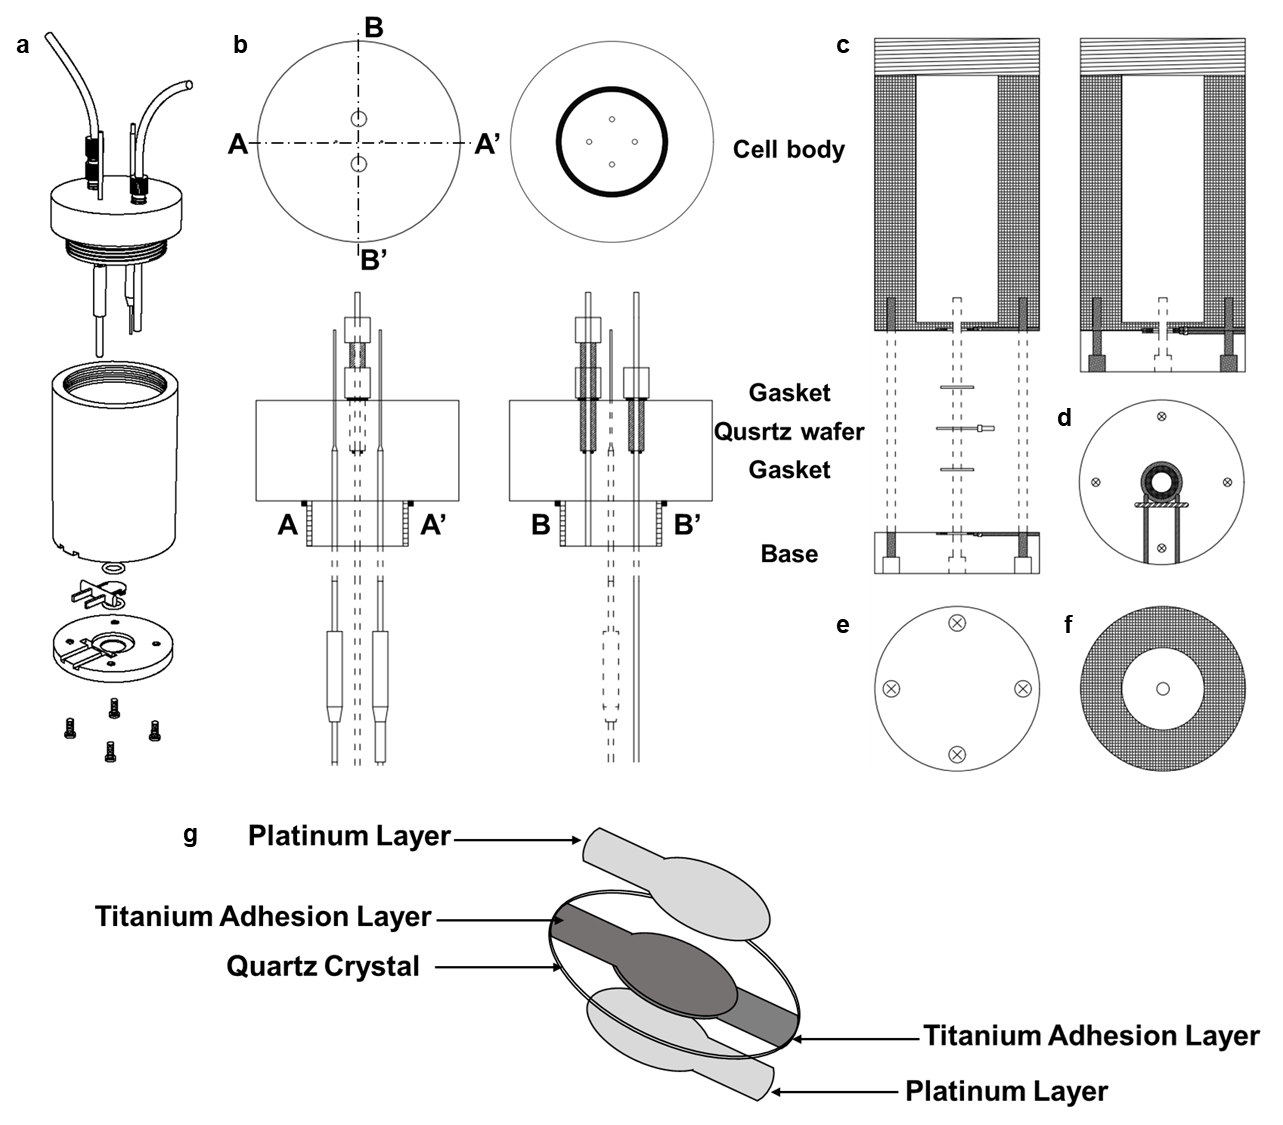 a
b
B
A
A’
B’
A
A’
B
B’
c
Cell body
Gasket
Qusrtz wafer
Gasket
Base
d
e
f
g
Platinum Layer
Titanium Adhesion Layer
Quartz Crystal
Titanium Adhesion Layer
Platinum Layer